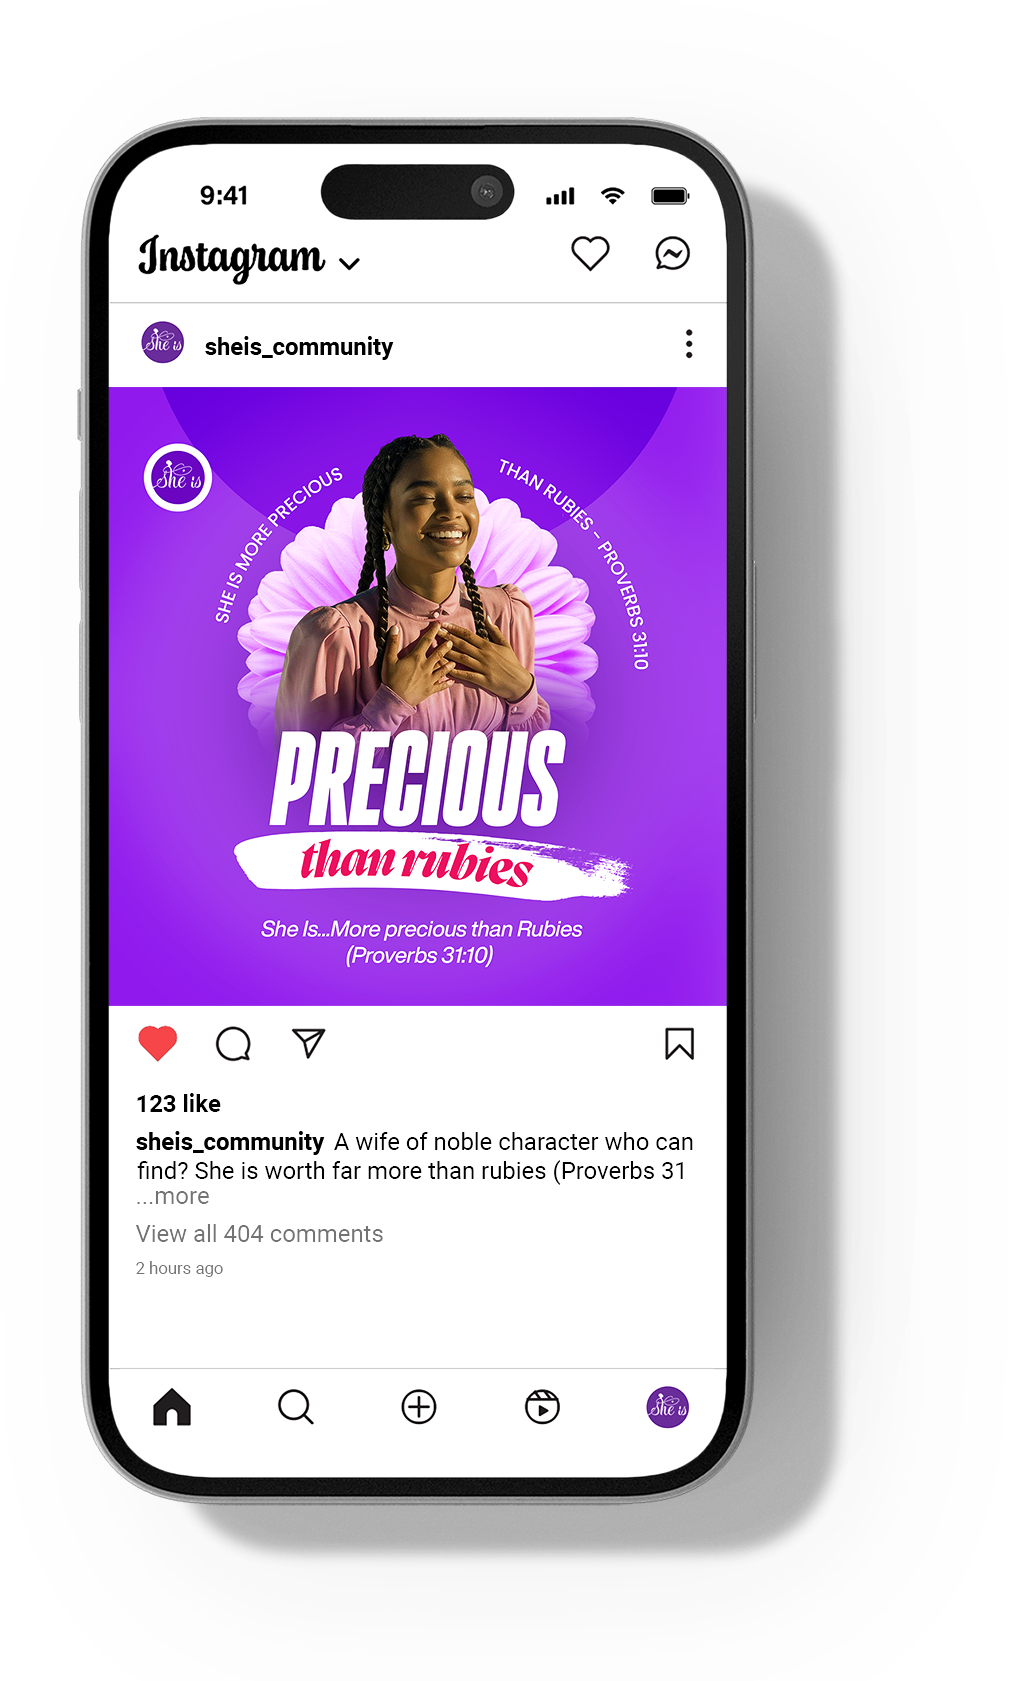 9:41
Instagram
She is
sheis_community
She is
SHE IS MORE PRECIOUS
THAN RUBIES – PROVERBS 31:10
PRECIOUS
than rubies
She Is...More precious than Rubies
(Proverbs 31:10)
123 like
sheis_community A wife of noble character who can
find? She is worth far more than rubies (Proverbs 31
...more
View all 404 comments
2 hours ago
She is